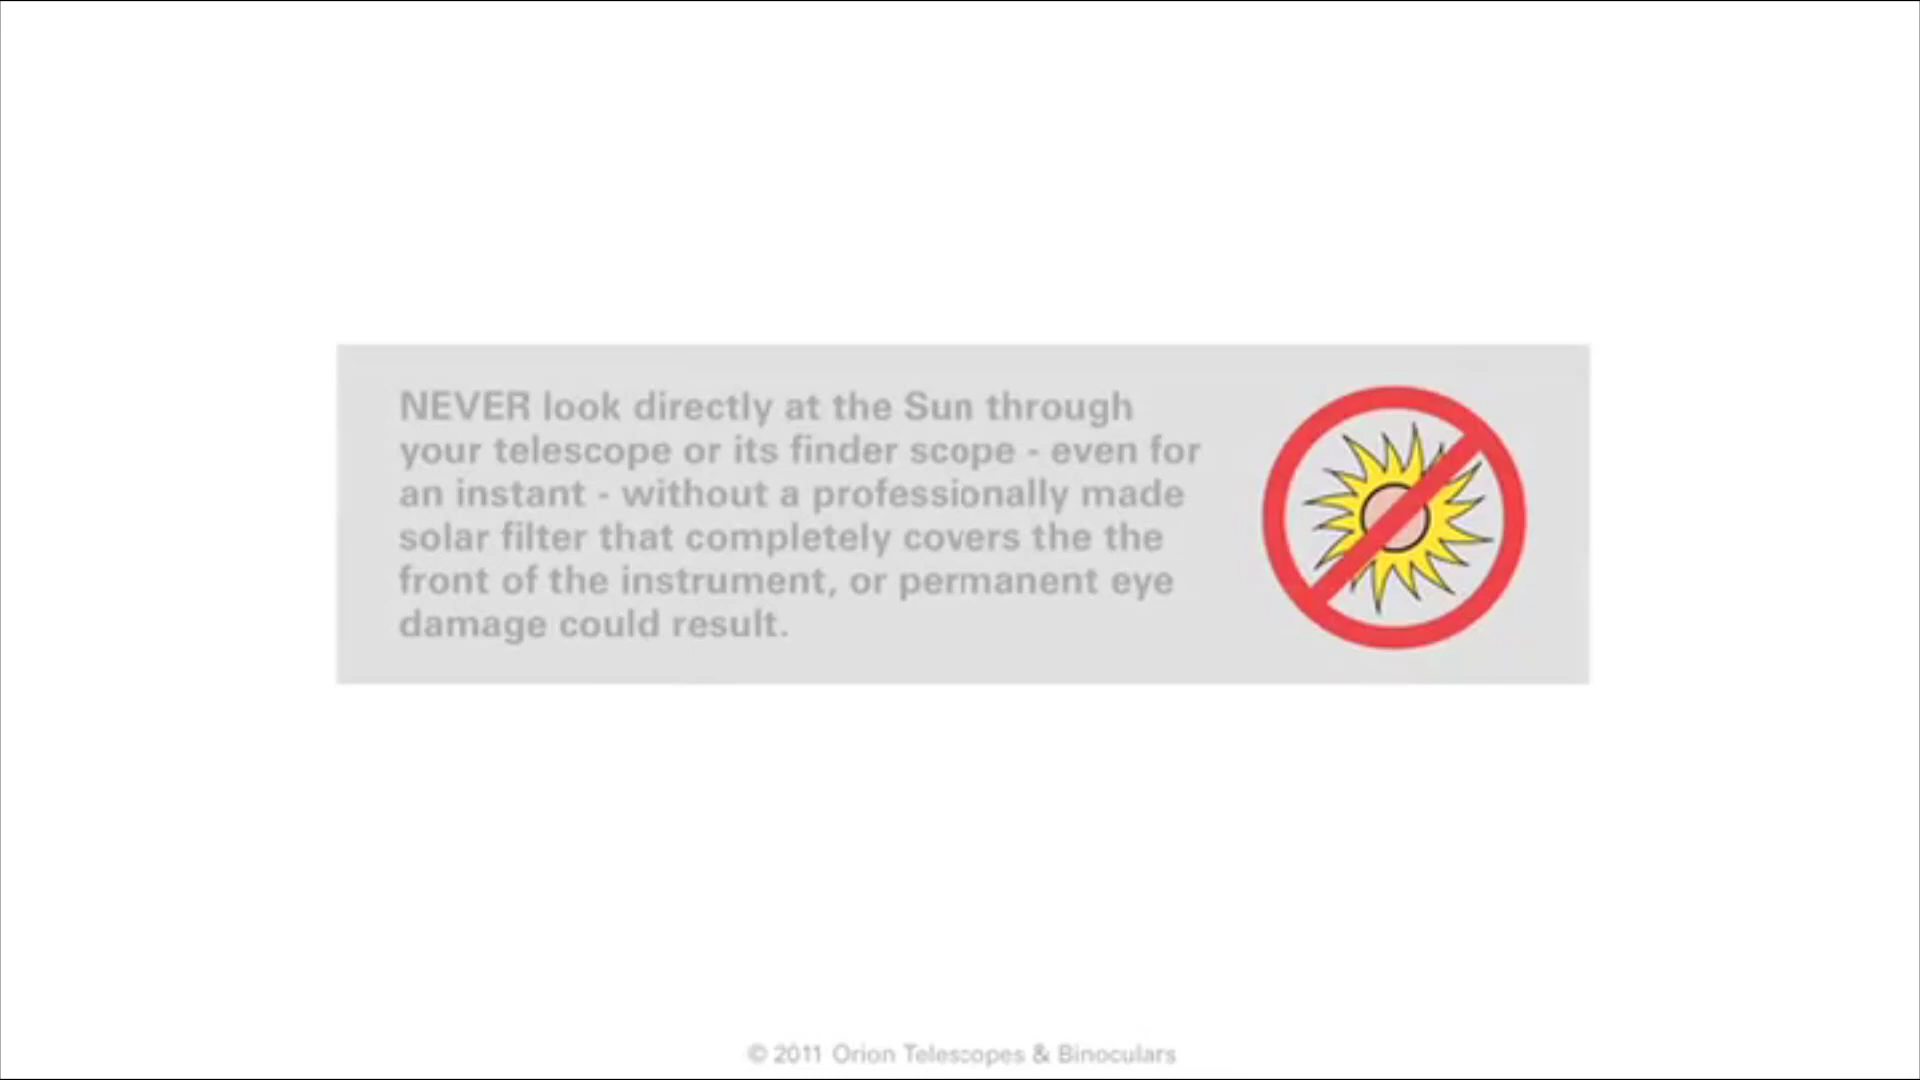 NEVER look directly at the Sun through
your telescope or its finder scope - even for
an instant - without a professionally made
solar filter that completely covers the the
front of the instrument, or permanent eye
damage could result.
© 2011 Orion Telescopes & Binoculars